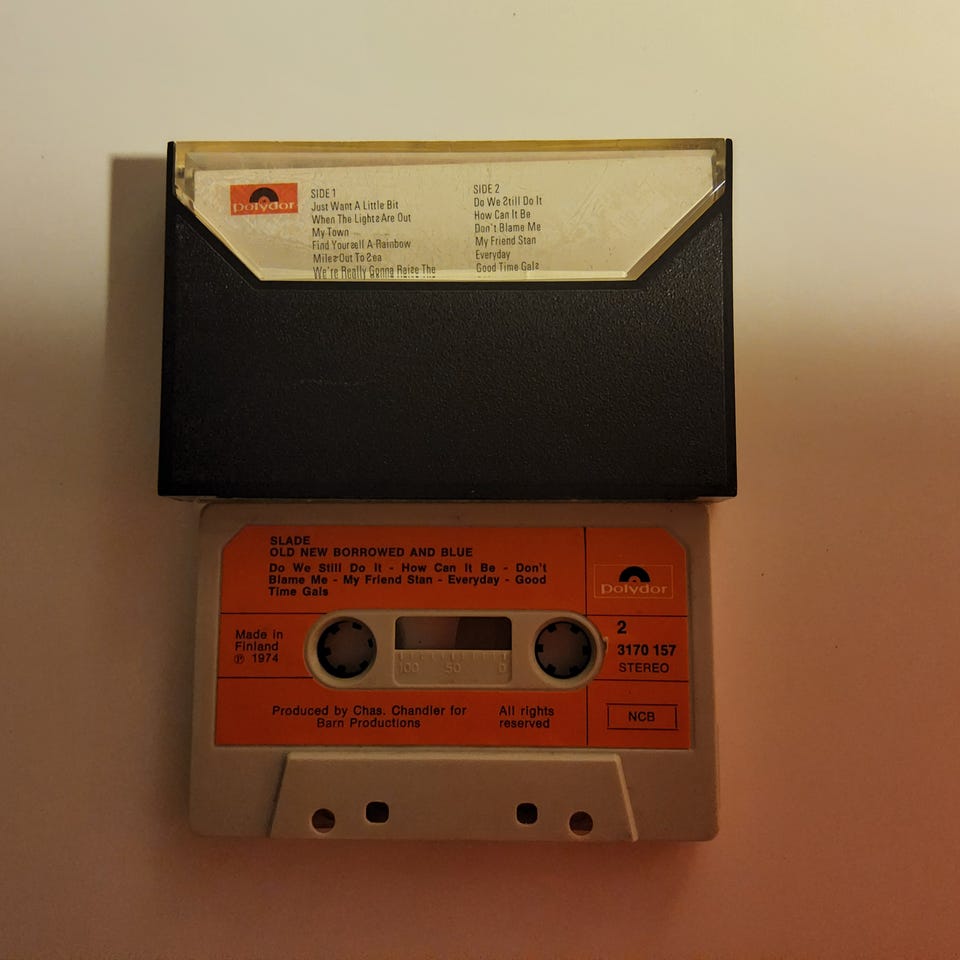 polydor
SIDE 1
Just Want A Little Bit
When The Lights Are Out
My Town
Find Yourself A Rainbow
Miles Out To Sea
We're Really Gonna Raise The
SIDE 2
Do We Still Do It
How Can It Be
Don't Blame Me
My Friend Stan
Everyday
Good Time Gals
SLADE
OLD NEW BORROWED AND BLUE
Do We Still Do It - How Can It Be - Don't
Blame Me - My Friend Stan - Everyday - Good
Time Gals
polydor
Made in
Finland
℗ 1974
100 50 0
2
3170 157
STEREO
Produced by Chas. Chandler for
Barn Productions
All rights
reserved
NCB